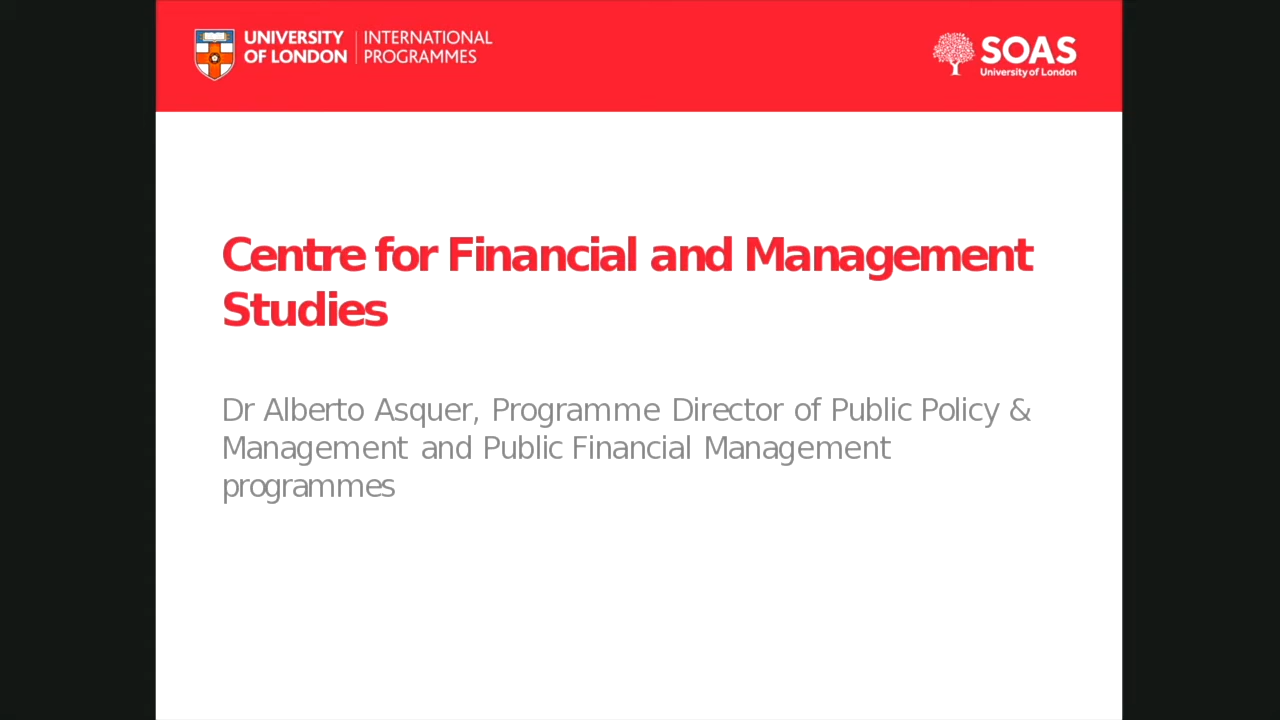 UNIVERSITY OF LONDON
INTERNATIONAL PROGRAMMES
SOAS
University of London
Centre for Financial and Management
Studies
Dr Alberto Asquer, Programme Director of Public Policy &
Management and Public Financial Management
programmes